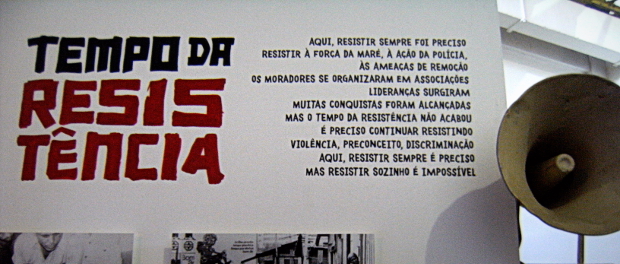 TEMPO DA
RESIS
TÊNCIA
AQUI, RESISTIR SEMPRE FOI PRECISO
RESISTIR À FORÇA DA MARÉ, À AÇÃO DA POLÍCIA,
ÀS AMEAÇAS DE REMOÇÃO
OS MORADORES SE ORGANIZARAM EM ASSOCIAÇÕES
LIDERANÇAS SURGIRAM
MUITAS CONQUISTAS FORAM ALCANÇADAS
MAS O TEMPO DA RESISTÊNCIA NÃO ACABOU
É PRECISO CONTINUAR RESISTINDO
VIOLÊNCIA, PRECONCEITO, DISCRIMINAÇÃO
AQUI, RESISTIR SEMPRE É PRECISO
MAS RESISTIR SOZINHO É IMPOSSÍVEL